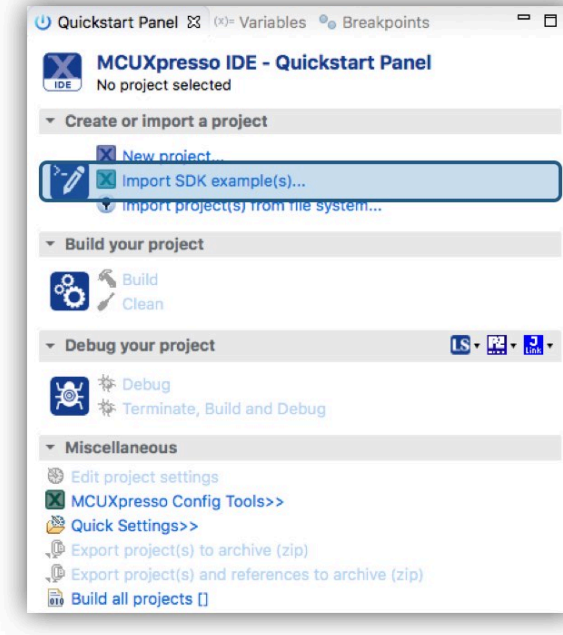 Quickstart Panel (x)= Variables Breakpoints
IDE
MCUXpresso IDE - Quickstart Panel
No project selected
Create or import a project
New project...
Import SDK example(s)...
Import project(s) from file system...
Build your project
Build
Clean
Debug your project
LS Link
Debug
Terminate, Build and Debug
Miscellaneous
Edit project settings
MCUXpresso Config Tools>>
Quick Settings>>
Export project(s) to archive (zip)
Export project(s) and references to archive (zip)
Build all projects []